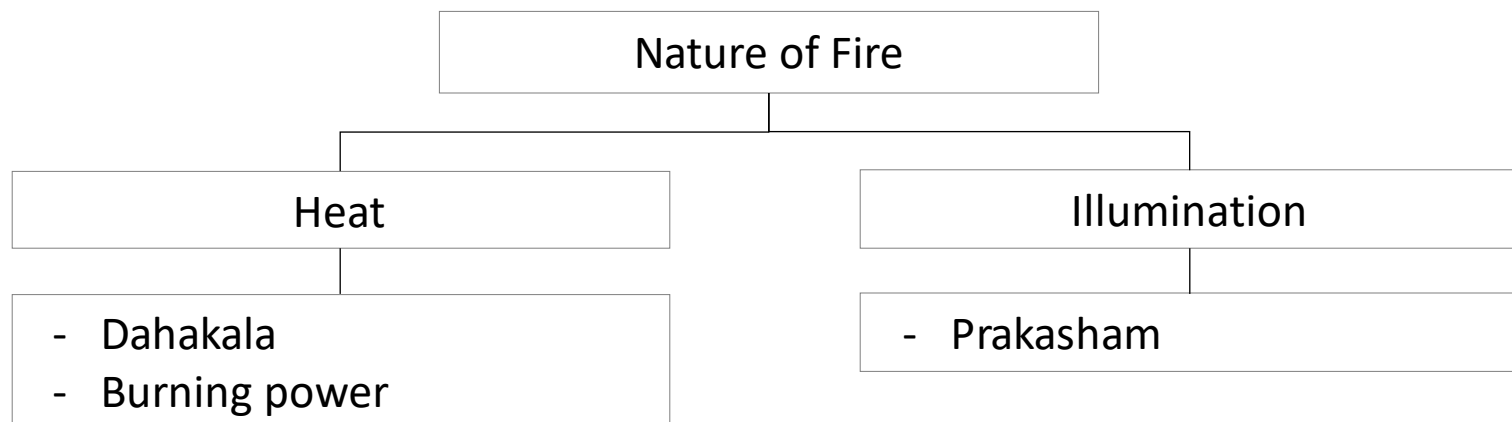 Nature of Fire
Heat
Illumination
- Dahakala
- Burning power
- Prakasham